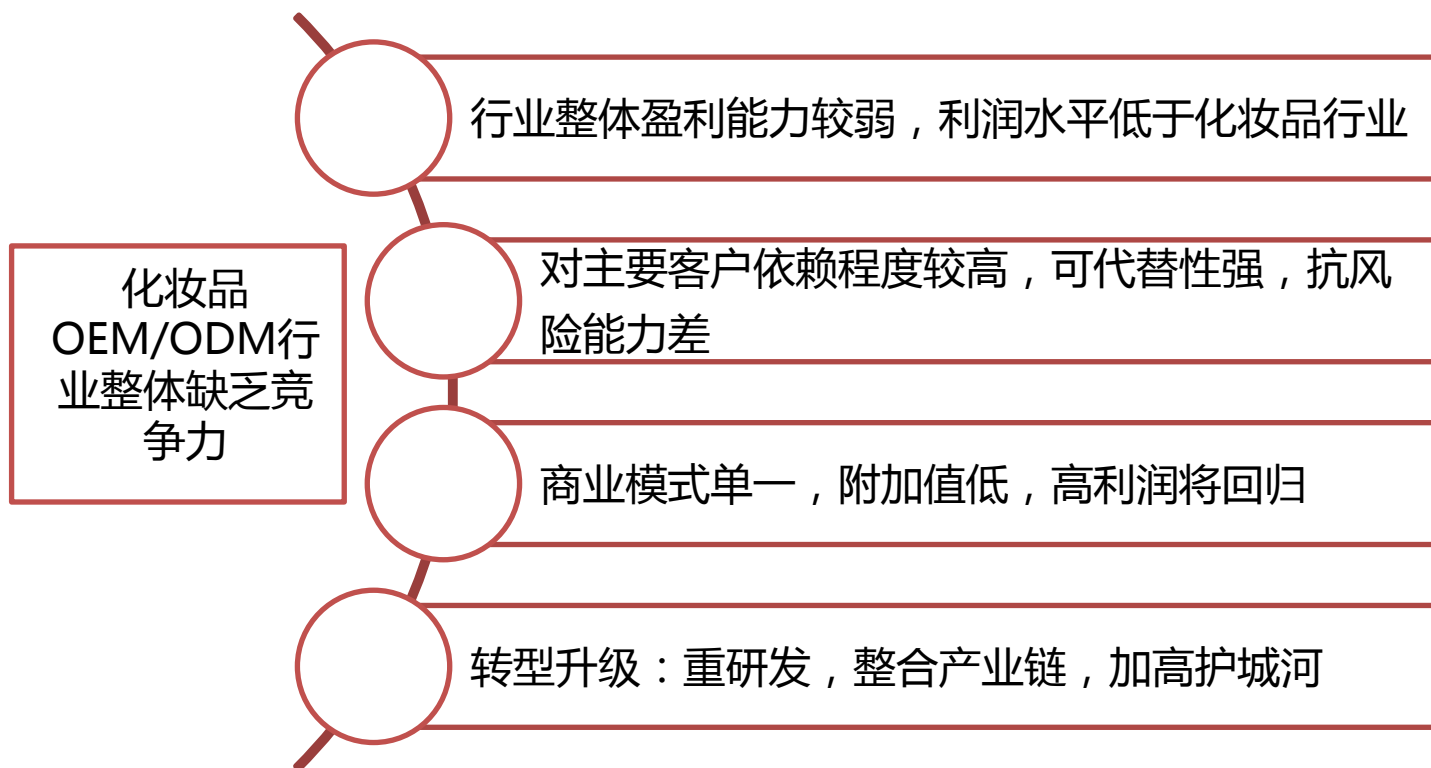 行业整体盈利能力较弱，利润水平低于化妆品行业
对主要客户依赖程度较高，可代替性强，抗风
险能力差
化妆品
OEM/ODM行
业整体缺乏竞
争力
商业模式单一，附加值低，高利润将回归
转型升级：重研发，整合产业链，加高护城河